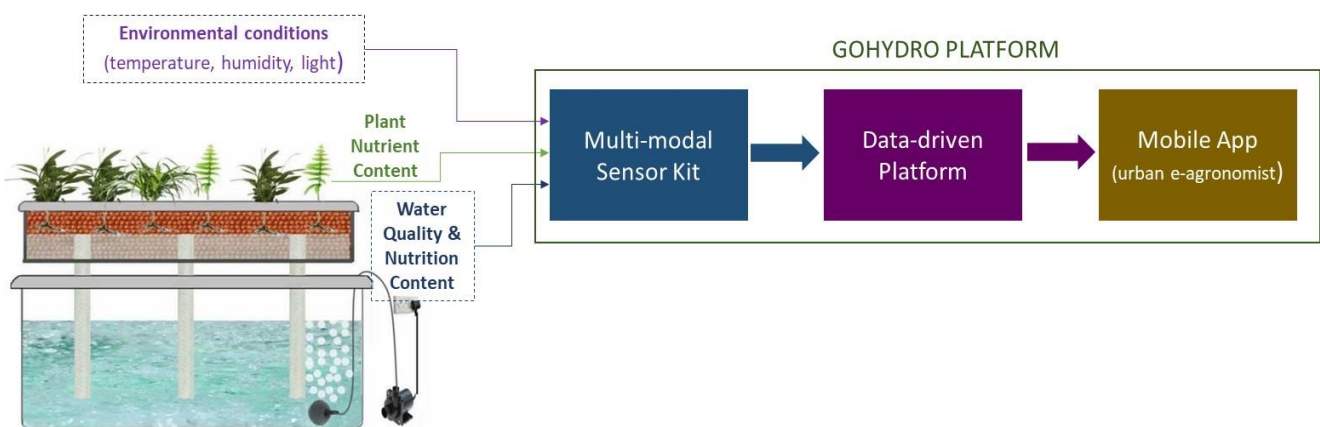 Environmental conditions
(temperature, humidity, light)
GOHYDRO PLATFORM
Plant
Nutrient
Content
Water
Quality &
Nutrition
Content
Multi-modal
Sensor Kit
Data-driven
Platform
Mobile App
(urban e-agronomist)